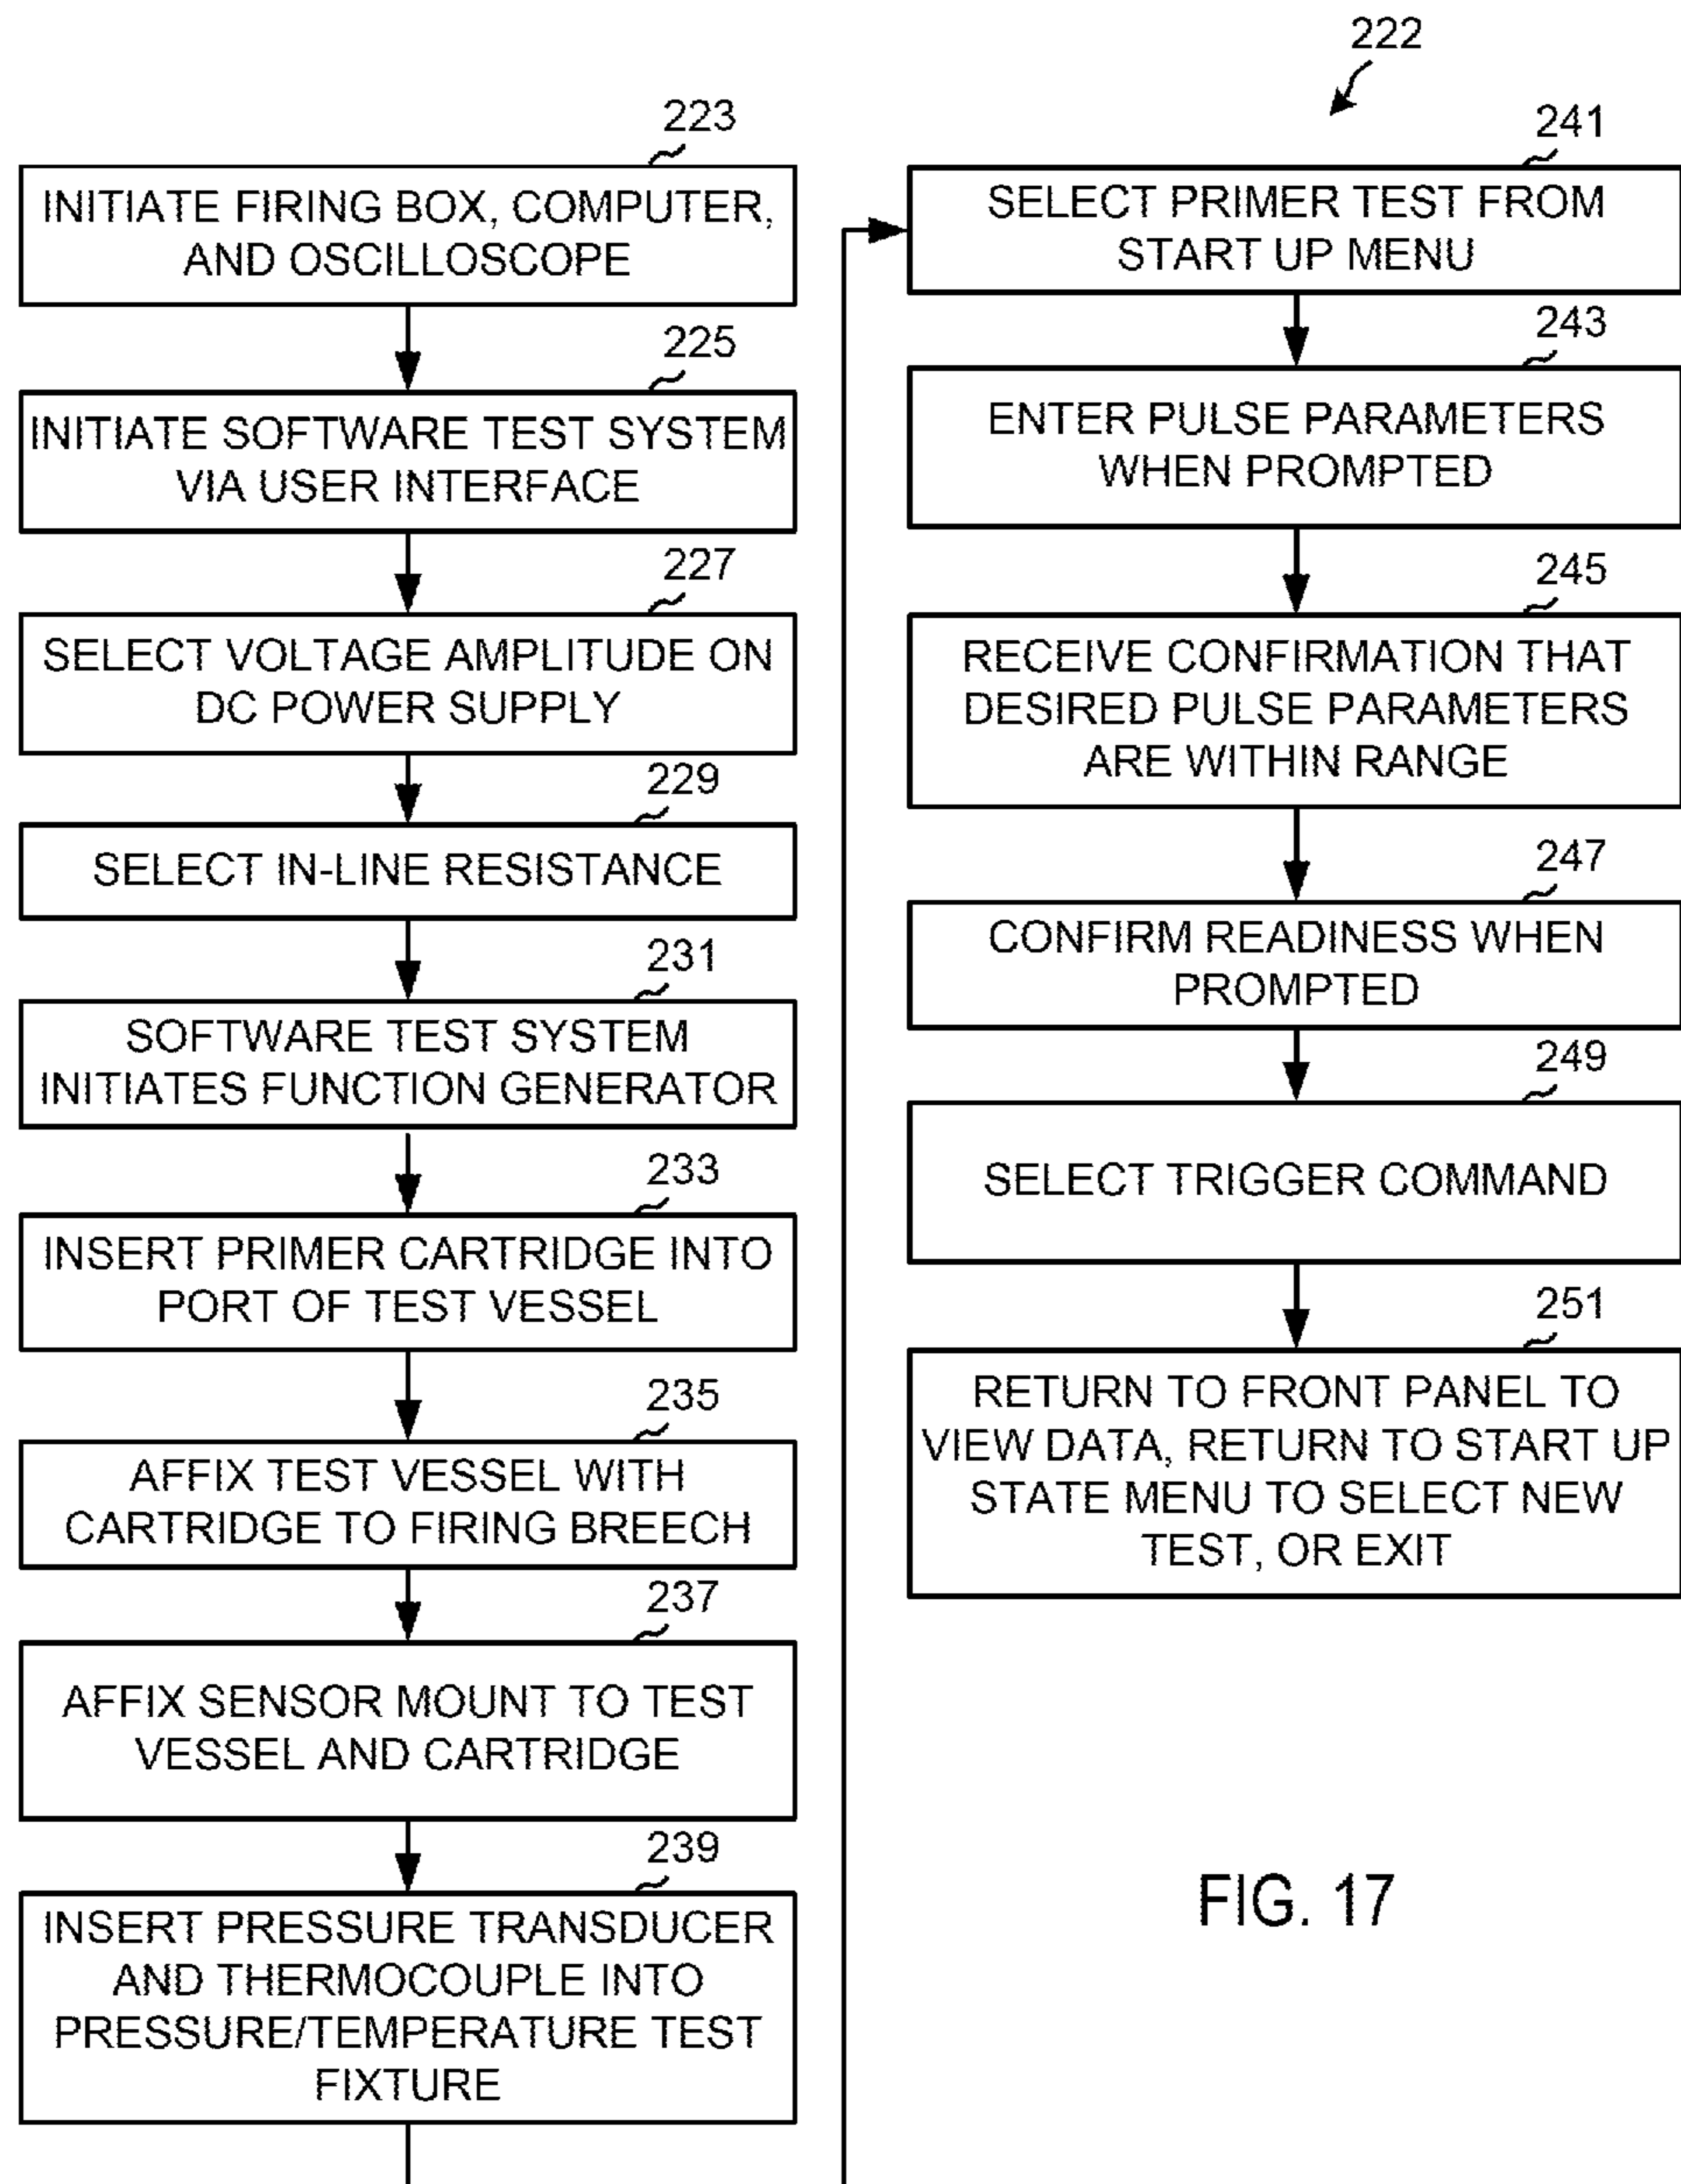 223
INITIATE FIRING BOX, COMPUTER,
AND OSCILLOSCOPE
225
INITIATE SOFTWARE TEST SYSTEM
VIA USER INTERFACE
227
SELECT VOLTAGE AMPLITUDE ON
DC POWER SUPPLY
229
SELECT IN-LINE RESISTANCE
231
SOFTWARE TEST SYSTEM
INITIATES FUNCTION GENERATOR
233
INSERT PRIMER CARTRIDGE INTO
PORT OF TEST VESSEL
235
AFFIX TEST VESSEL WITH
CARTRIDGE TO FIRING BREECH
237
AFFIX SENSOR MOUNT TO TEST
VESSEL AND CARTRIDGE
239
INSERT PRESSURE TRANSDUCER
AND THERMOCOUPLE INTO
PRESSURE/TEMPERATURE TEST
FIXTURE
222
241
SELECT PRIMER TEST FROM
START UP MENU
243
ENTER PULSE PARAMETERS
WHEN PROMPTED
245
RECEIVE CONFIRMATION THAT
DESIRED PULSE PARAMETERS
ARE WITHIN RANGE
247
CONFIRM READINESS WHEN
PROMPTED
249
SELECT TRIGGER COMMAND
251
RETURN TO FRONT PANEL TO
VIEW DATA, RETURN TO START UP
STATE MENU TO SELECT NEW
TEST, OR EXIT
FIG. 17